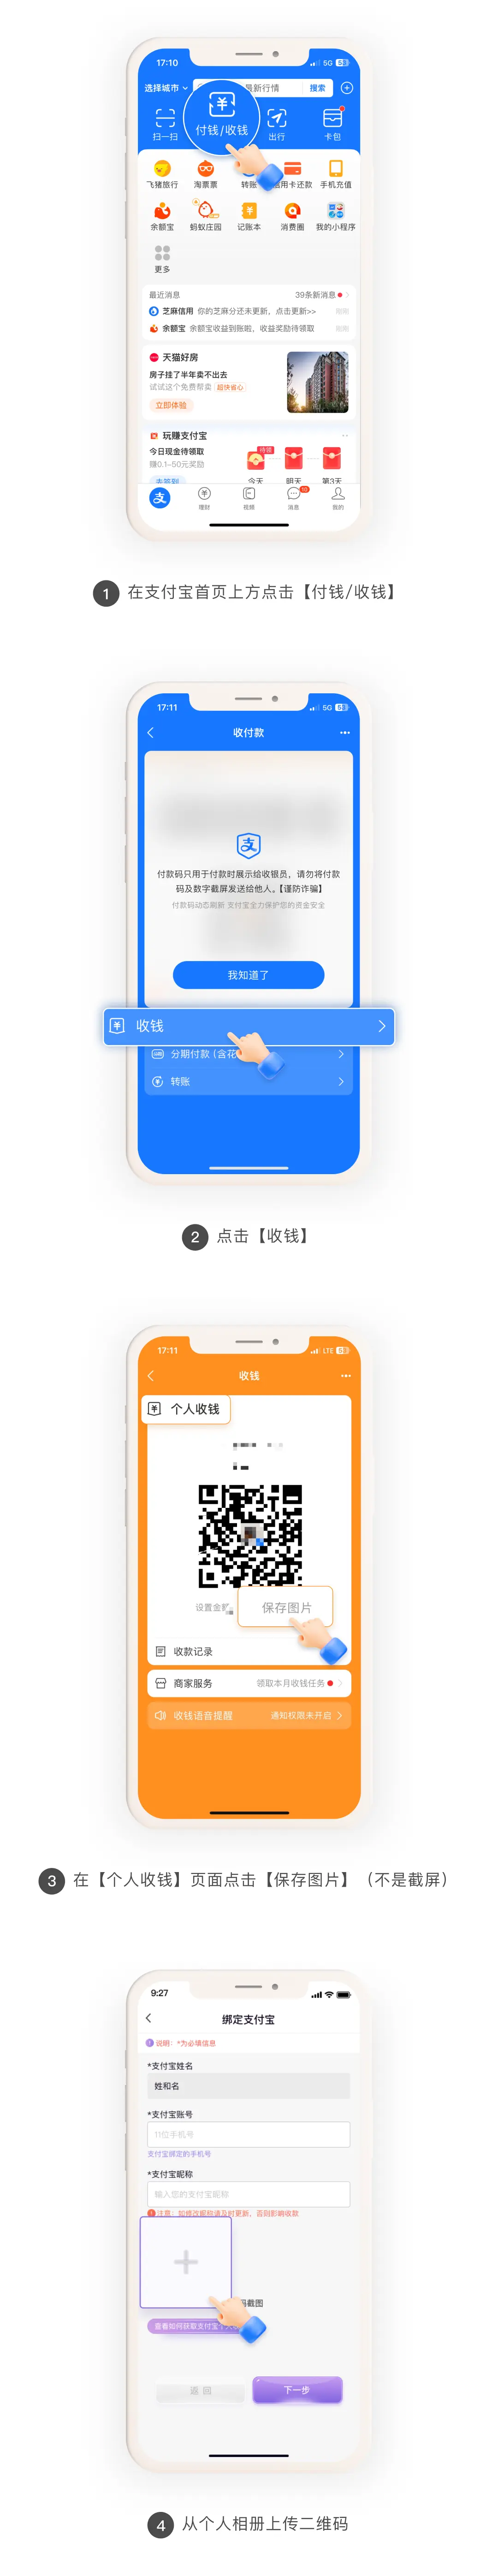 17:10
5G 5
选择城市
最新行情
搜索
扫一扫
付钱/收钱
出行
卡包
飞猪旅行
淘票票
转账
信用卡还款
手机充值
余额宝
蚂蚁庄园
记账本
消费圈
我的小程序
更多
最近消息
39条新消息
芝麻信用 你的芝麻分还未更新，点击更新>>
余额宝 余额宝收益到账啦，收益奖励待领取
天猫好房
房子挂了半年卖不出去
试试这个免费帮卖 超快省心
立即体验
玩赚支付宝
今日现金待领取
赚0.1~50元奖励
待领
去签到
今天
明天
第3天
支
理财
视频
消息
10
我的
1 在支付宝首页上方点击【付钱/收钱】
17:11
5G 5
收付款
支
付款码只用于付款时展示给收银员，请勿将付款
码及数字截屏发送给他人。【谨防诈骗】
付款码动态刷新 支付宝全力保护您的资金安全
我知道了
收钱
分期付款（含花
转账
2 点击【收钱】
17:11
LTE 5
收钱
个人收钱
设置金额
保存图片
收款记录
商家服务
领取本月收钱任务
收钱语音提醒
通知权限未开启
3 在【个人收钱】页面点击【保存图片】（不是截屏）
9:27
绑定支付宝
说明：*为必填信息
*支付宝姓名
姓和名
*支付宝账号
11位手机号
支付宝绑定的手机号
*支付宝昵称
输入您的支付宝昵称
注意：如修改昵称请及时更新，否则影响收款
码截图
查看如何获取支付宝个人
返 回
下一步
4 从个人相册上传二维码